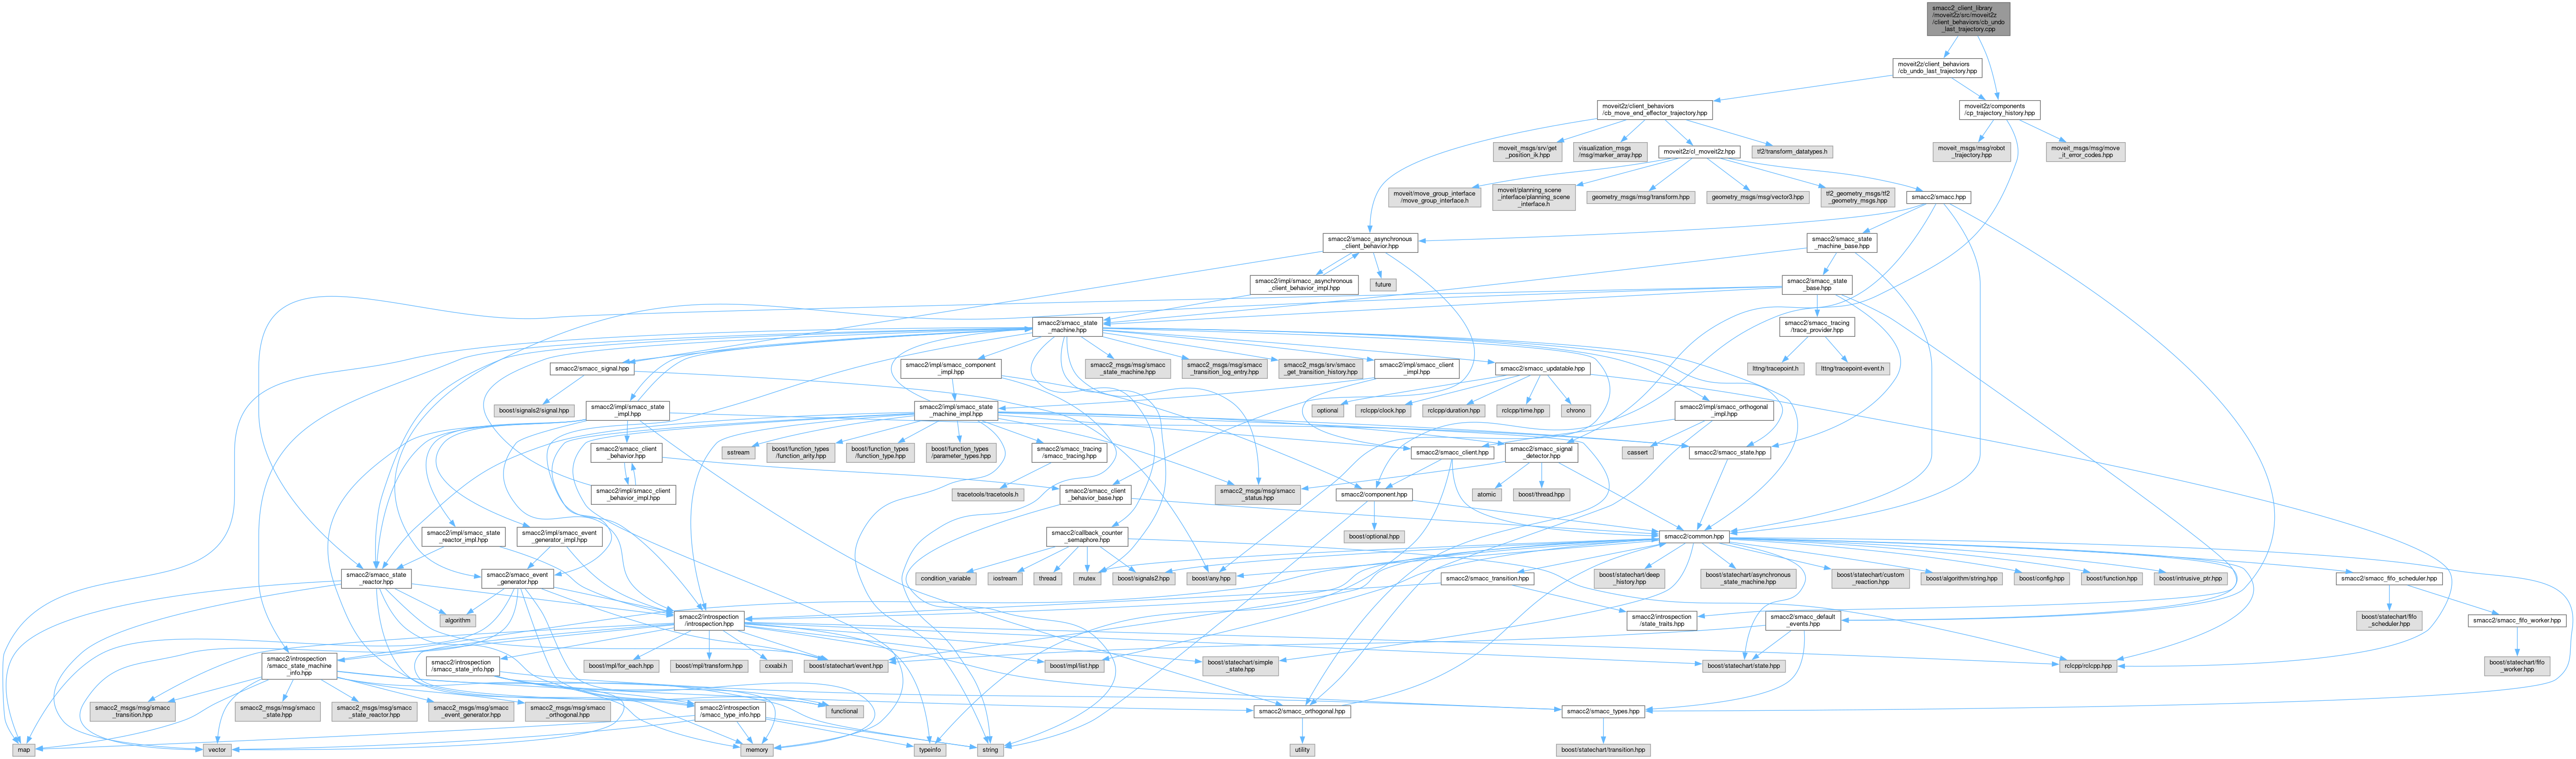 smacc2_client_library
/moveit2z/src/moveit2z
/client_behaviors/cb_undo
_last_trajectory.cpp
moveit2z/client_behaviors
/cb_undo_last_trajectory.hpp
moveit2z/client_behaviors
/cb_move_end_effector_trajectory.hpp
moveit2z/components
/cp_trajectory_history.hpp
moveit_msgs/srv/get
_position_ik.hpp
visualization_msgs
/msg/marker_array.hpp
moveit2z/cl_moveit2z.hpp
tf2/transform_datatypes.h
moveit_msgs/msg/robot
_trajectory.hpp
moveit_msgs/msg/move
_it_error_codes.hpp
moveit/move_group_interface
/move_group_interface.h
moveit/planning_scene
_interface/planning_scene
_interface.h
geometry_msgs/msg/transform.hpp
geometry_msgs/msg/vector3.hpp
tf2_geometry_msgs/tf2
_geometry_msgs.hpp
smacc2/smacc.hpp
smacc2/smacc_asynchronous
_client_behavior.hpp
smacc2/smacc_state
_machine_base.hpp
smacc2/impl/smacc_asynchronous
_client_behavior_impl.hpp
future
smacc2/smacc_state
_base.hpp
smacc2/smacc_state
_machine.hpp
smacc2/smacc_tracing
/trace_provider.hpp
smacc2/smacc_signal.hpp
smacc2/impl/smacc_component
_impl.hpp
smacc2_msgs/msg/smacc
_state_machine.hpp
smacc2_msgs/msg/smacc
_transition_log_entry.hpp
smacc2_msgs/srv/smacc
_get_transition_history.hpp
smacc2/impl/smacc_client
_impl.hpp
smacc2/smacc_updatable.hpp
lttng/tracepoint.h
lttng/tracepoint-event.h
boost/signals2/signal.hpp
smacc2/impl/smacc_state
_impl.hpp
smacc2/impl/smacc_state
_machine_impl.hpp
optional
rclcpp/clock.hpp
rclcpp/duration.hpp
rclcpp/time.hpp
chrono
smacc2/impl/smacc_orthogonal
_impl.hpp
smacc2/smacc_client
_behavior.hpp
sstream
boost/function_types
/function_arity.hpp
boost/function_types
/function_type.hpp
boost/function_types
/parameter_types.hpp
smacc2/smacc_tracing
/smacc_tracing.hpp
smacc2/smacc_client.hpp
smacc2/smacc_signal
_detector.hpp
cassert
smacc2/smacc_state.hpp
smacc2/impl/smacc_client
_behavior_impl.hpp
tracetools/tracetools.h
smacc2/smacc_client
_behavior_base.hpp
smacc2_msgs/msg/smacc
_status.hpp
smacc2/component.hpp
atomic
boost/thread.hpp
smacc2/impl/smacc_state
_reactor_impl.hpp
smacc2/impl/smacc_event
_generator_impl.hpp
smacc2/callback_counter
_semaphore.hpp
boost/optional.hpp
smacc2/common.hpp
smacc2/smacc_state
_reactor.hpp
smacc2/smacc_event
_generator.hpp
condition_variable
iostream
thread
mutex
boost/signals2.hpp
boost/any.hpp
smacc2/smacc_transition.hpp
boost/statechart/deep
_history.hpp
boost/statechart/asynchronous
_state_machine.hpp
boost/statechart/custom
_reaction.hpp
boost/algorithm/string.hpp
boost/config.hpp
boost/function.hpp
boost/intrusive_ptr.hpp
smacc2/smacc_fifo_scheduler.hpp
algorithm
smacc2/introspection
/introspection.hpp
smacc2/introspection
/state_traits.hpp
smacc2/smacc_default
_events.hpp
boost/statechart/fifo
_scheduler.hpp
smacc2/smacc_fifo_worker.hpp
smacc2/introspection
/smacc_state_machine
_info.hpp
smacc2/introspection
/smacc_state_info.hpp
boost/mpl/for_each.hpp
boost/mpl/transform.hpp
cxxabi.h
boost/statechart/event.hpp
boost/mpl/list.hpp
boost/statechart/simple
_state.hpp
boost/statechart/state.hpp
rclcpp/rclcpp.hpp
boost/statechart/fifo
_worker.hpp
smacc2_msgs/msg/smacc
_transition.hpp
smacc2_msgs/msg/smacc
_state.hpp
smacc2_msgs/msg/smacc
_state_reactor.hpp
smacc2_msgs/msg/smacc
_event_generator.hpp
smacc2_msgs/msg/smacc
_orthogonal.hpp
smacc2/introspection
/smacc_type_info.hpp
functional
smacc2/smacc_orthogonal.hpp
smacc2/smacc_types.hpp
map
vector
memory
typeinfo
string
utility
boost/statechart/transition.hpp